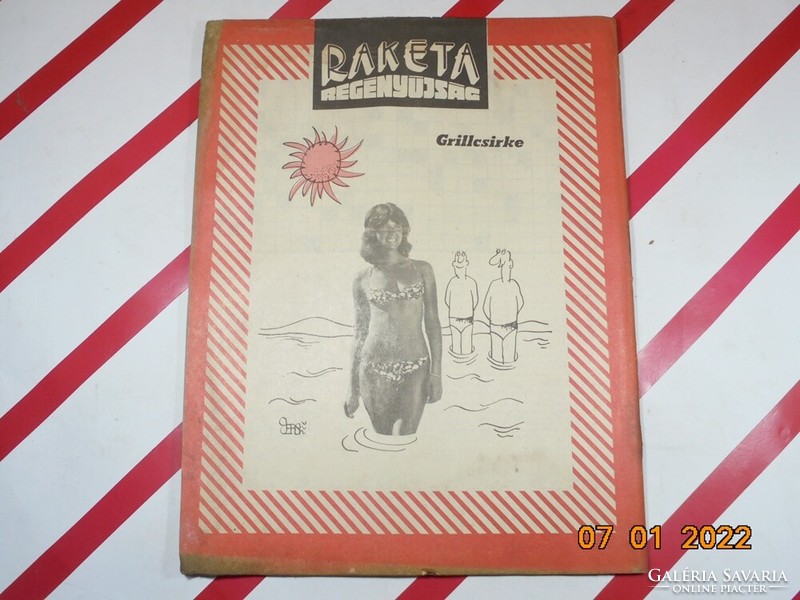 RAKÉTA
REGÉNYÚJSÁG
Grillcsirke
07 01 2022
GALÉRIA SAVARIA
ONLINE PIACTÉR